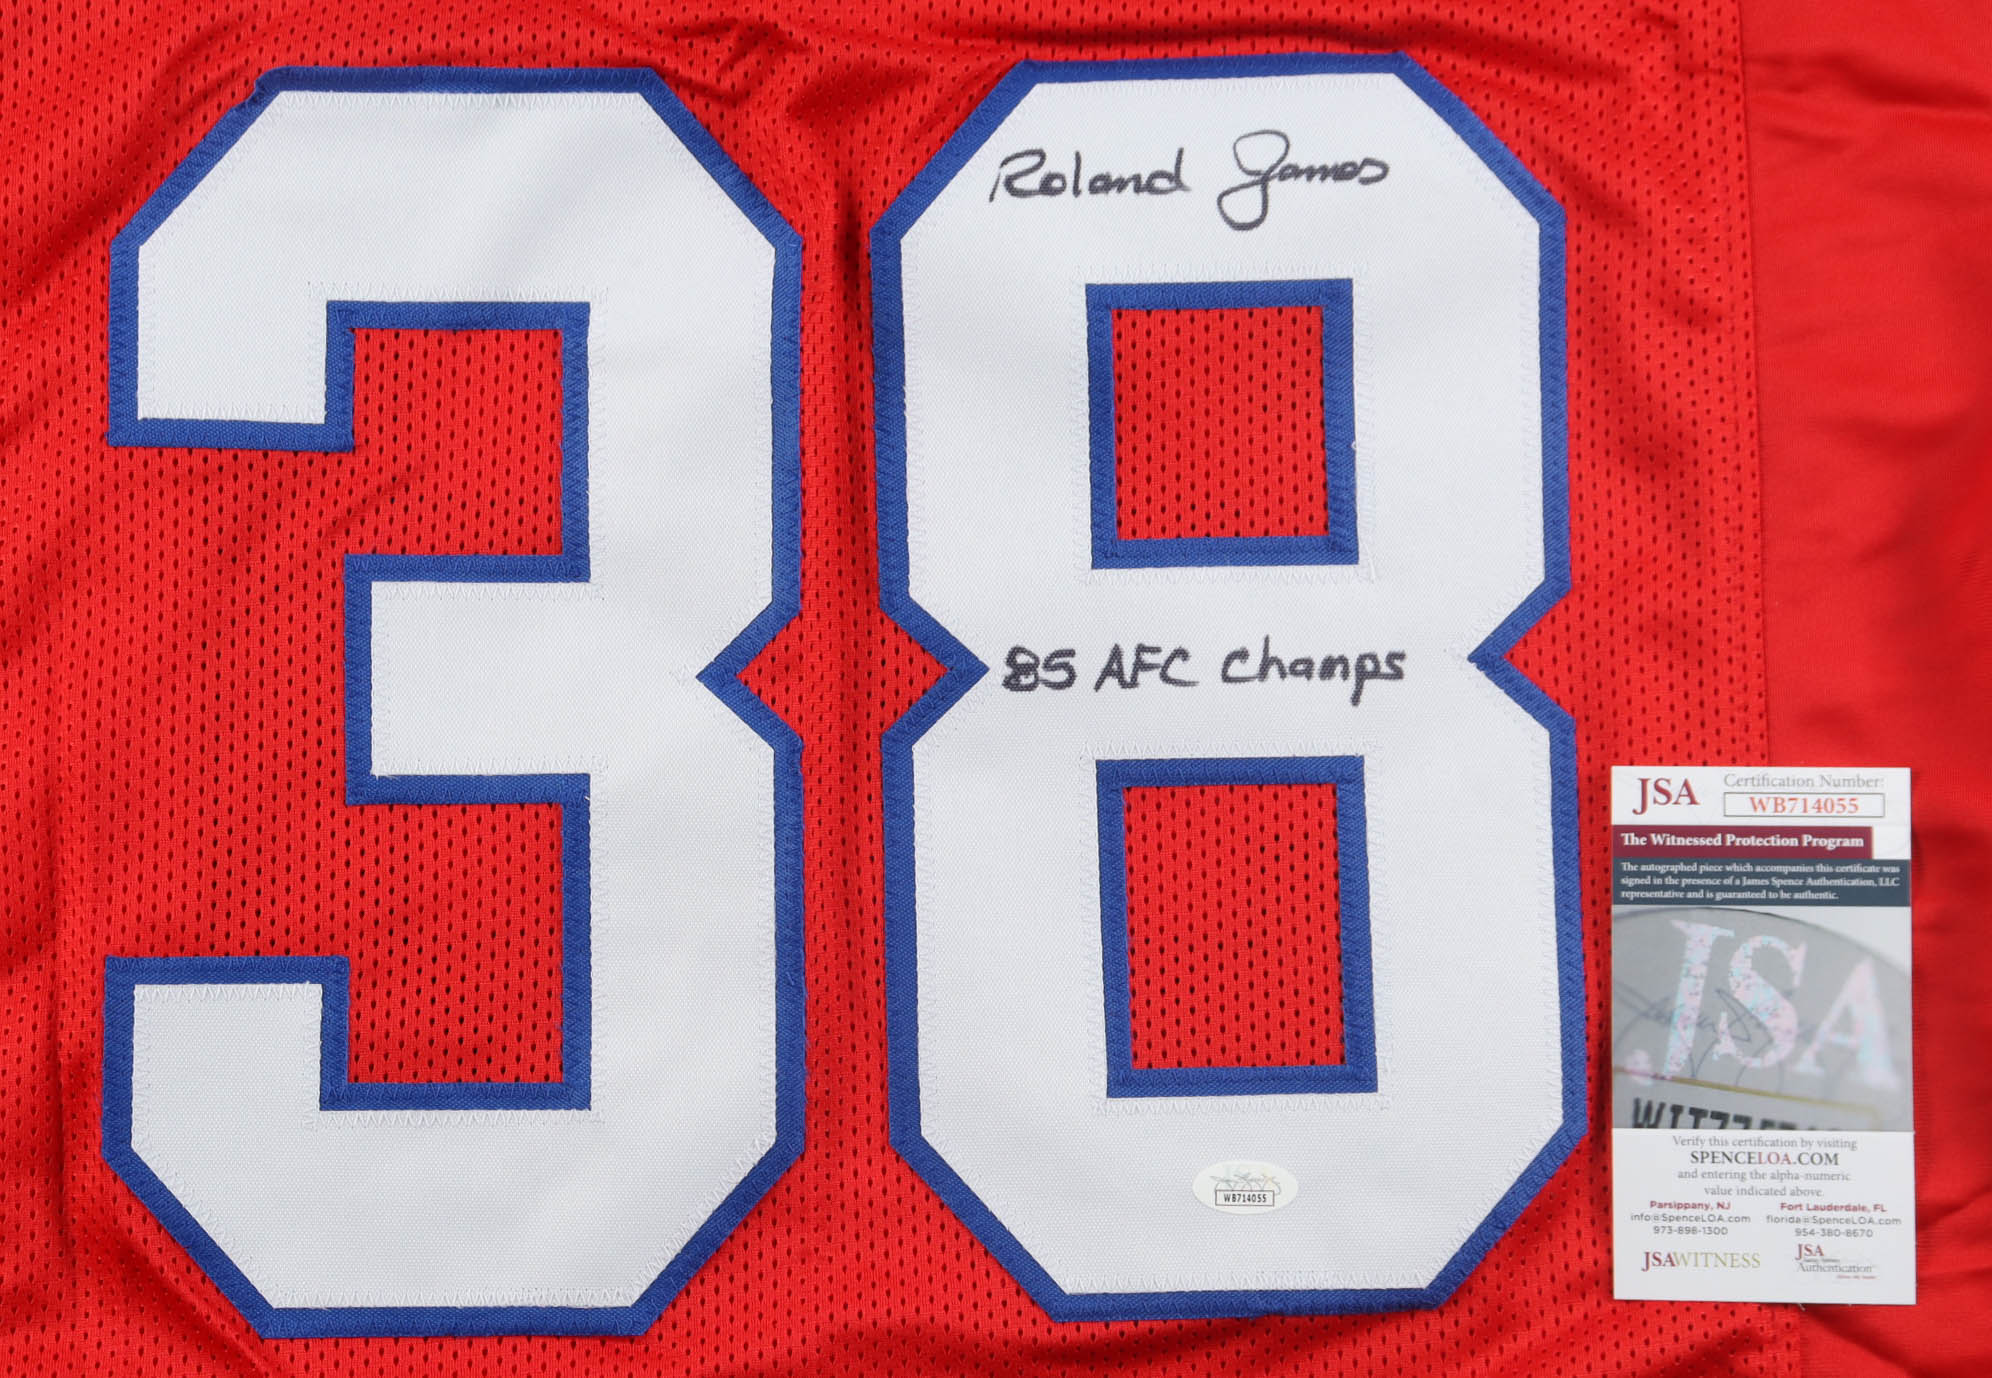 38
Roland James
85 AFC Champs
WB714055
JSA
Certification Number:
WB714055
The Witnessed Protection Program
The autographed piece which accompanies this certificate was
signed in the presence of a James Spence Authentication, LLC
representative and is guaranteed to be authentic.
JSA
Verify this certification by visiting
SPENCELOA.COM
and entering the alpha-numeric
value indicated above.
Parsippany, NJ
info@SpenceLOA.com
973-898-1300
Fort Lauderdale, FL
florida@SpenceLOA.com
954-380-8670
JSAWITNESS
JSA
Authentication